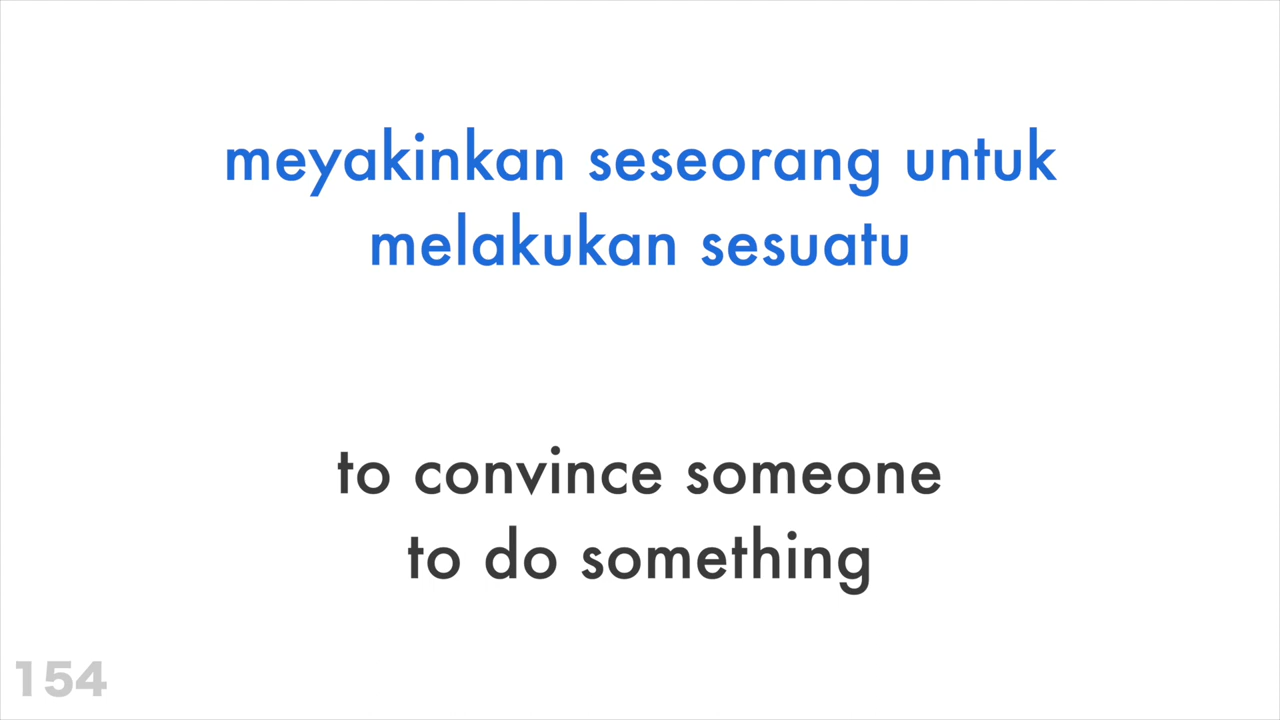 meyakinkan seseorang untuk
melakukan sesuatu
to convince someone
to do something
154